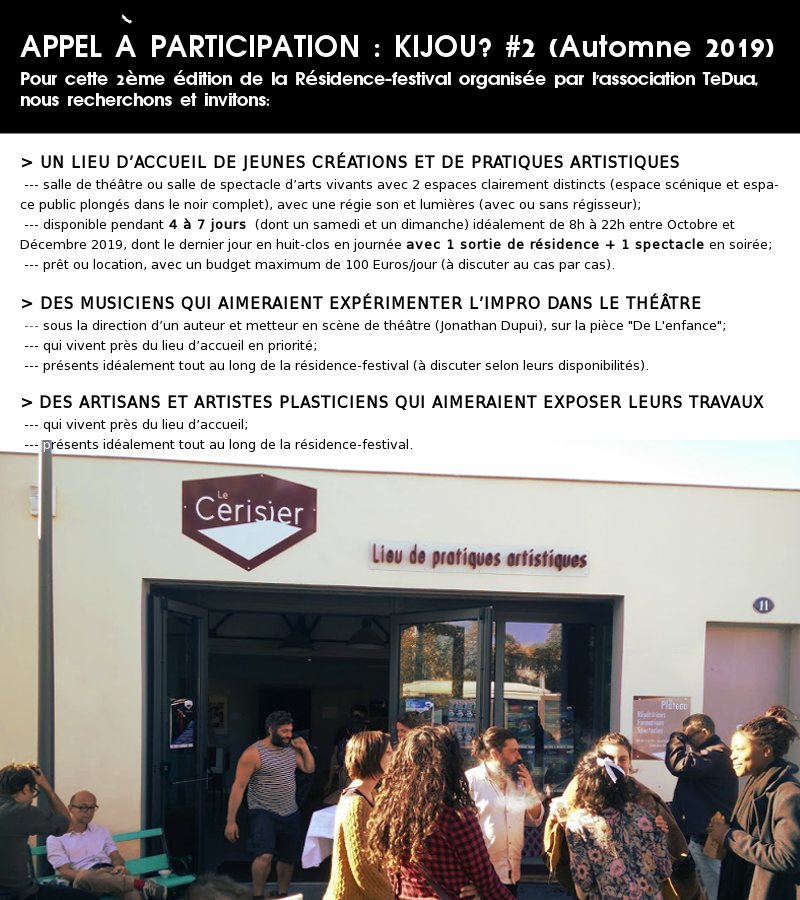 APPEL À PARTICIPATION : KIJOU? #2 (Automne 2019)
Pour cette 2ème édition de la Résidence-festival organisée par l'association TeDua,
nous recherchons et invitons:
> UN LIEU D’ACCUEIL DE JEUNES CRÉATIONS ET DE PRATIQUES ARTISTIQUES
--- salle de théâtre ou salle de spectacle d’arts vivants avec 2 espaces clairement distincts (espace scénique et espa-
ce public plongés dans le noir complet), avec une régie son et lumières (avec ou sans régisseur);
--- disponible pendant 4 à 7 jours (dont un samedi et un dimanche) idéalement de 8h à 22h entre Octobre et
Décembre 2019, dont le dernier jour en huit-clos en journée avec 1 sortie de résidence + 1 spectacle en soirée;
--- prêt ou location, avec un budget maximum de 100 Euros/jour (à discuter au cas par cas).
> DES MUSICIENS QUI AIMERAIENT EXPÉRIMENTER L’IMPRO DANS LE THÉÂTRE
--- sous la direction d’un auteur et metteur en scène de théâtre (Jonathan Dupui), sur la pièce "De L'enfance";
--- qui vivent près du lieu d’accueil en priorité;
--- présents idéalement tout au long de la résidence-festival (à discuter selon leurs disponibilités).
> DES ARTISANS ET ARTISTES PLASTICIENS QUI AIMERAIENT EXPOSER LEURS TRAVAUX
--- qui vivent près du lieu d’accueil;
--- présents idéalement tout au long de la résidence-festival.
Le
Cerisier
Lieu de pratiques artistiques
11
Plateau
Répétitions
Formations
Spectacles